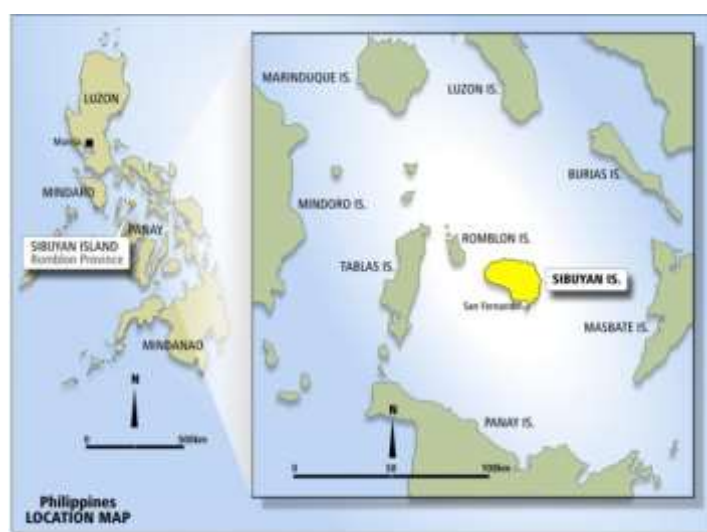 LUZON
Manila
MINDARO
PANAY
SIBUYAN ISLAND
Romblon Province
MINDANAO
N
0
500km
Philippines
LOCATION MAP
MARINDUQUE IS.
LUZON IS.
BURIAS IS.
MINDORO IS.
ROMBLON IS.
TABLAS IS.
SIBUYAN IS.
San Fernando
MASBATE IS.
N
PANAY IS.
0
50
100km